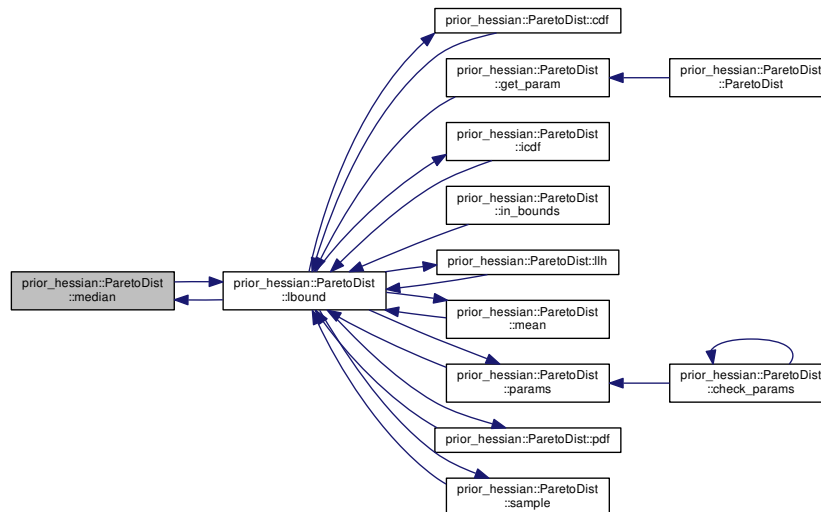 prior_hessian::ParetoDist::cdf
prior_hessian::ParetoDist
::get_param
prior_hessian::ParetoDist
::ParetoDist
prior_hessian::ParetoDist
::icdf
prior_hessian::ParetoDist
::in_bounds
prior_hessian::ParetoDist::llh
prior_hessian::ParetoDist
::median
prior_hessian::ParetoDist
::lbound
prior_hessian::ParetoDist
::mean
prior_hessian::ParetoDist
::params
prior_hessian::ParetoDist
::check_params
prior_hessian::ParetoDist::pdf
prior_hessian::ParetoDist
::sample